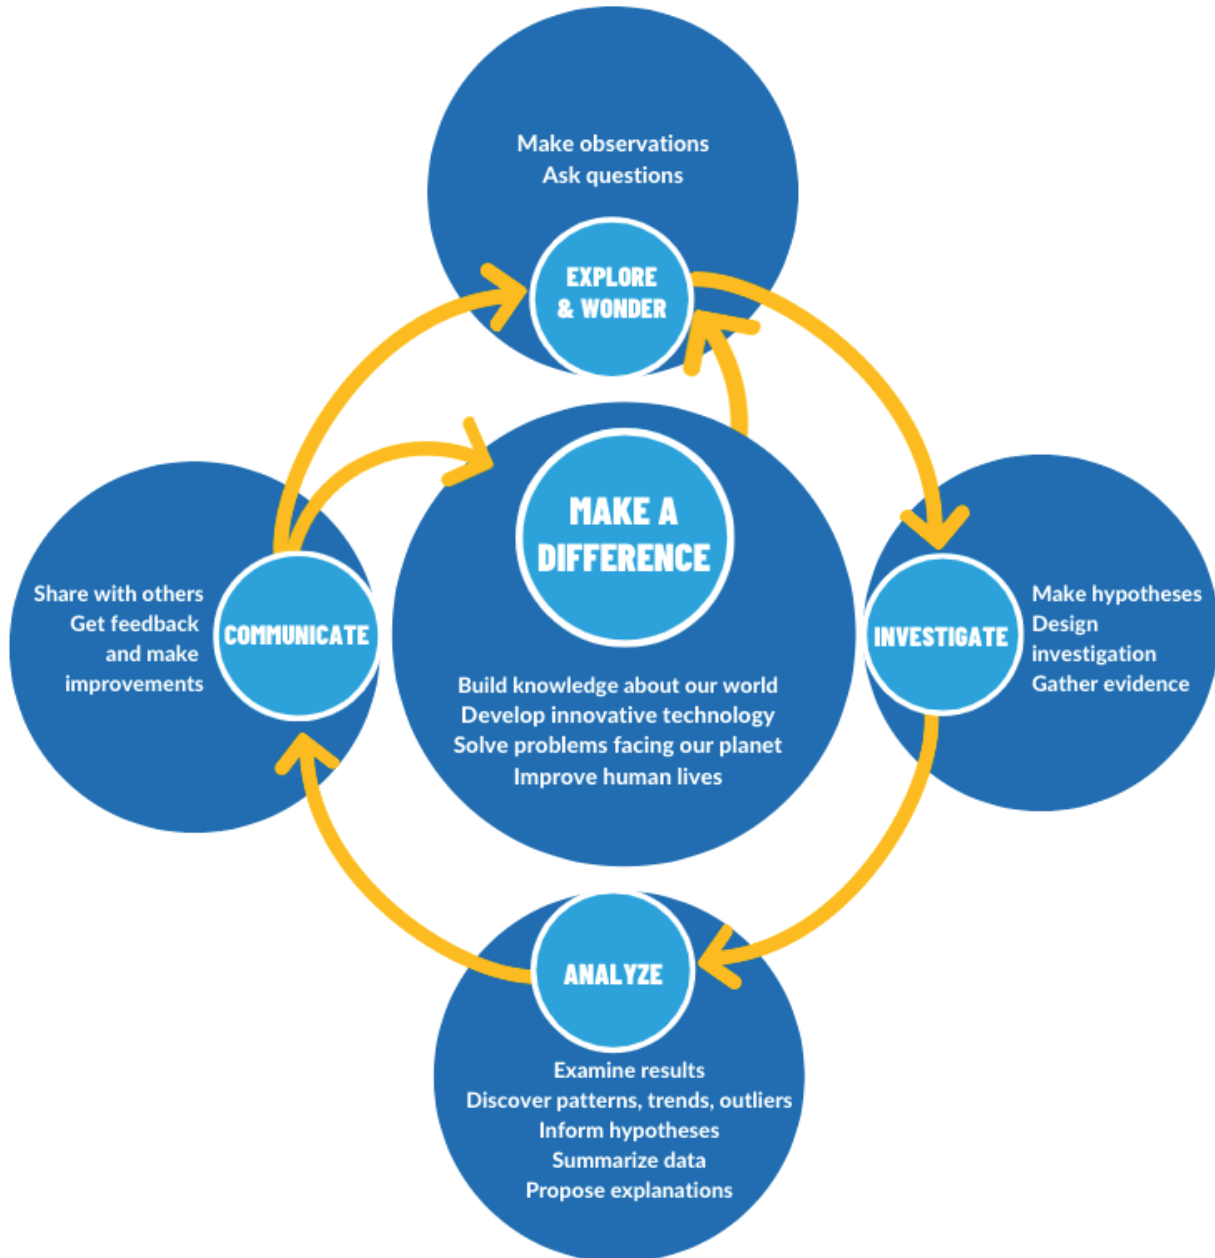 Make observations
Ask questions
EXPLORE
& WONDER
MAKE A
DIFFERENCE
Build knowledge about our world
Develop innovative technology
Solve problems facing our planet
Improve human lives
Share with others
Get feedback
and make
improvements
COMMUNICATE
INVESTIGATE
Make hypotheses
Design
investigation
Gather evidence
ANALYZE
Examine results
Discover patterns, trends, outliers
Inform hypotheses
Summarize data
Propose explanations